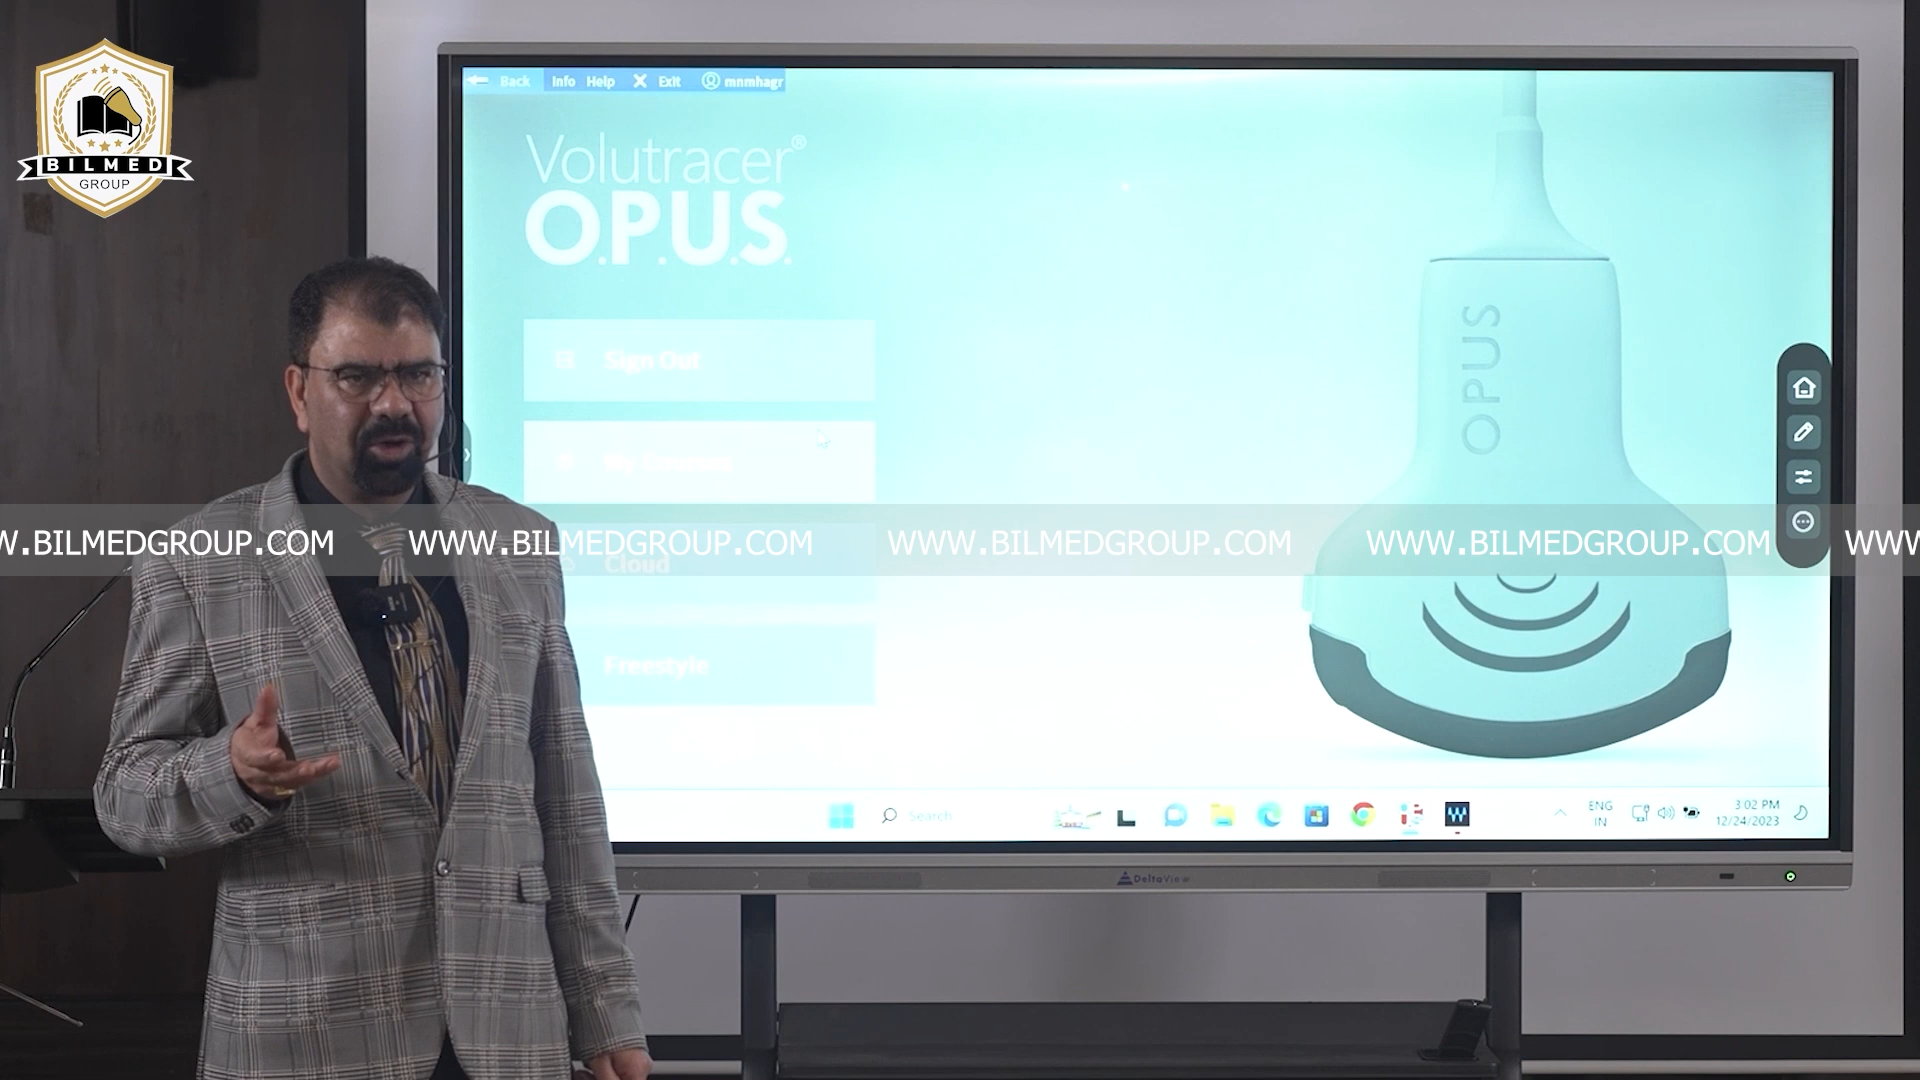 BILMED
GROUP
Back Info Help Exit mnmhagr
Volutracer®
O.P.U.S.
Sign Out
Cloud
Freestyle
OPUS
W.BILMEDGROUP.COM WWW.BILMEDGROUP.COM WWW.BILMEDGROUP.COM WWW.BILMEDGROUP.COM WWW
Search
ENG
IN
3:02 PM
12/24/2023
DeltaView